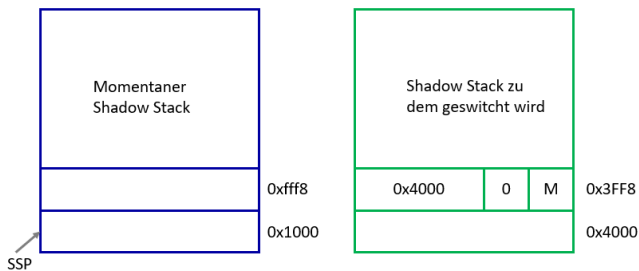 Momentaner
Shadow Stack
Shadow Stack zu
dem geswitcht wird
0xfff8
0x4000 0 M 0x3FF8
0x1000
0x4000
SSP